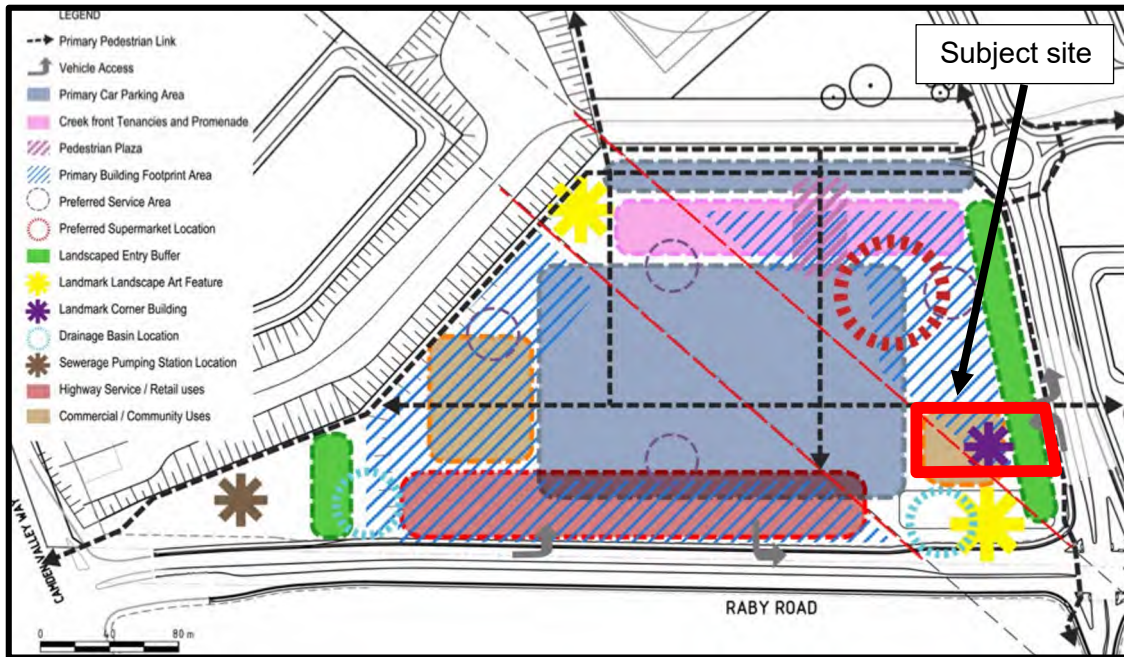 LEGEND
Primary Pedestrian Link
Vehicle Access
Primary Car Parking Area
Creek front Tenancies and Promenade
Pedestrian Plaza
Primary Building Footprint Area
Preferred Service Area
Preferred Supermarket Location
Landscaped Entry Buffer
Landmark Landscape Art Feature
Landmark Corner Building
Drainage Basin Location
Sewerage Pumping Station Location
Highway Service / Retail uses
Commercial / Community Uses
Subject site
CAMDEN VALLEY WAY
RABY ROAD
0 40 80 m